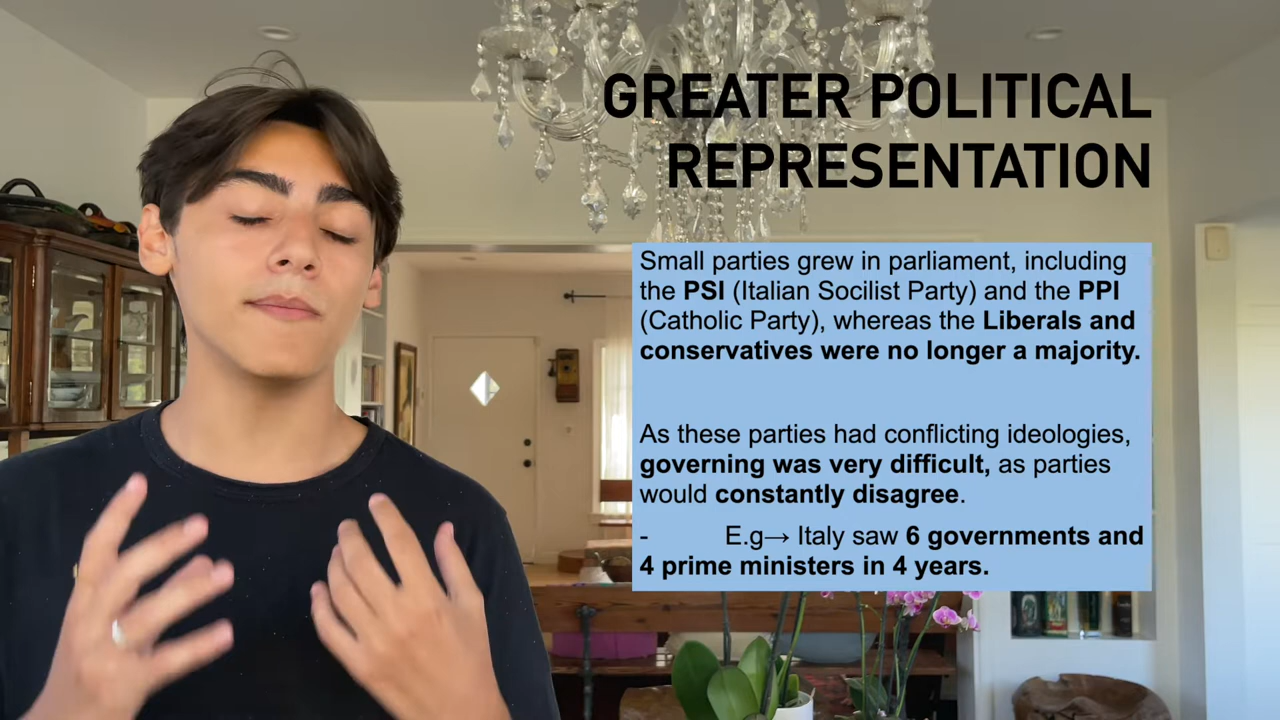 GREATER POLITICAL
REPRESENTATION
Small parties grew in parliament, including
the PSI (Italian Socilist Party) and the PPI
(Catholic Party), whereas the Liberals and
conservatives were no longer a majority.
As these parties had conflicting ideologies,
governing was very difficult, as parties
would constantly disagree.
- E.g→ Italy saw 6 governments and
4 prime ministers in 4 years.